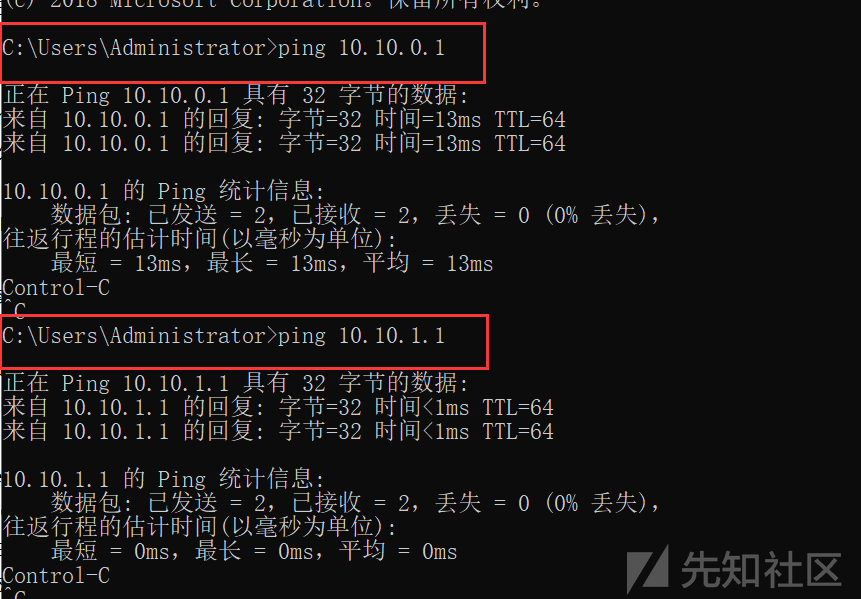 (c) 2018 Microsoft Corporation。保留所有权利。
C:\Users\Administrator>ping 10.10.0.1
正在 Ping 10.10.0.1 具有 32 字节的数据:
来自 10.10.0.1 的回复: 字节=32 时间=13ms TTL=64
来自 10.10.0.1 的回复: 字节=32 时间=13ms TTL=64
10.10.0.1 的 Ping 统计信息:
数据包: 已发送 = 2，已接收 = 2，丢失 = 0 (0% 丢失)，
往返行程的估计时间(以毫秒为单位):
最短 = 13ms，最长 = 13ms，平均 = 13ms
Control-C
^C
C:\Users\Administrator>ping 10.10.1.1
正在 Ping 10.10.1.1 具有 32 字节的数据:
来自 10.10.1.1 的回复: 字节=32 时间<1ms TTL=64
来自 10.10.1.1 的回复: 字节=32 时间<1ms TTL=64
10.10.1.1 的 Ping 统计信息:
数据包: 已发送 = 2，已接收 = 2，丢失 = 0 (0% 丢失)，
往返行程的估计时间(以毫秒为单位):
最短 = 0ms，最长 = 0ms，平均 = 0ms
Control-C
^C
先知社区